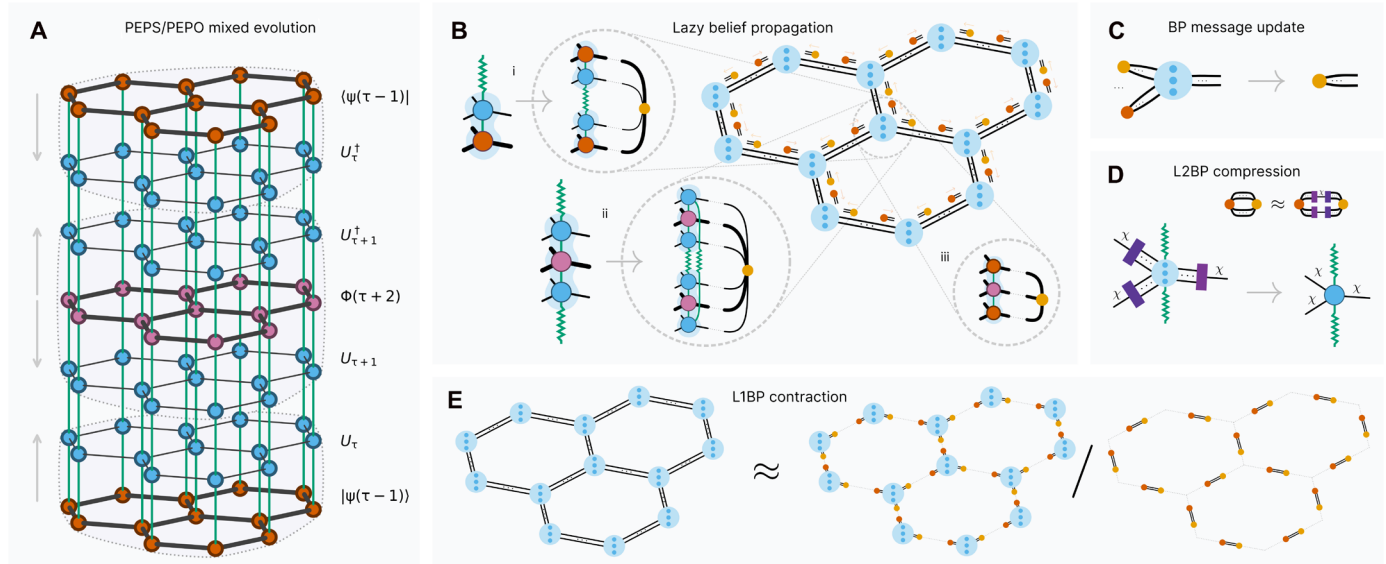 A
PEPS/PEPO mixed evolution
⟨ψ(τ − 1)|
U†τ
U†τ+1
Φ(τ + 2)
Uτ+1
Uτ
|ψ(τ − 1)⟩
B
Lazy belief propagation
i
ii
iii
C
BP message update
...
D
L2BP compression
χ
≈
χ
χ
χ
χ
χ
χ
E
L1BP contraction
≈
/